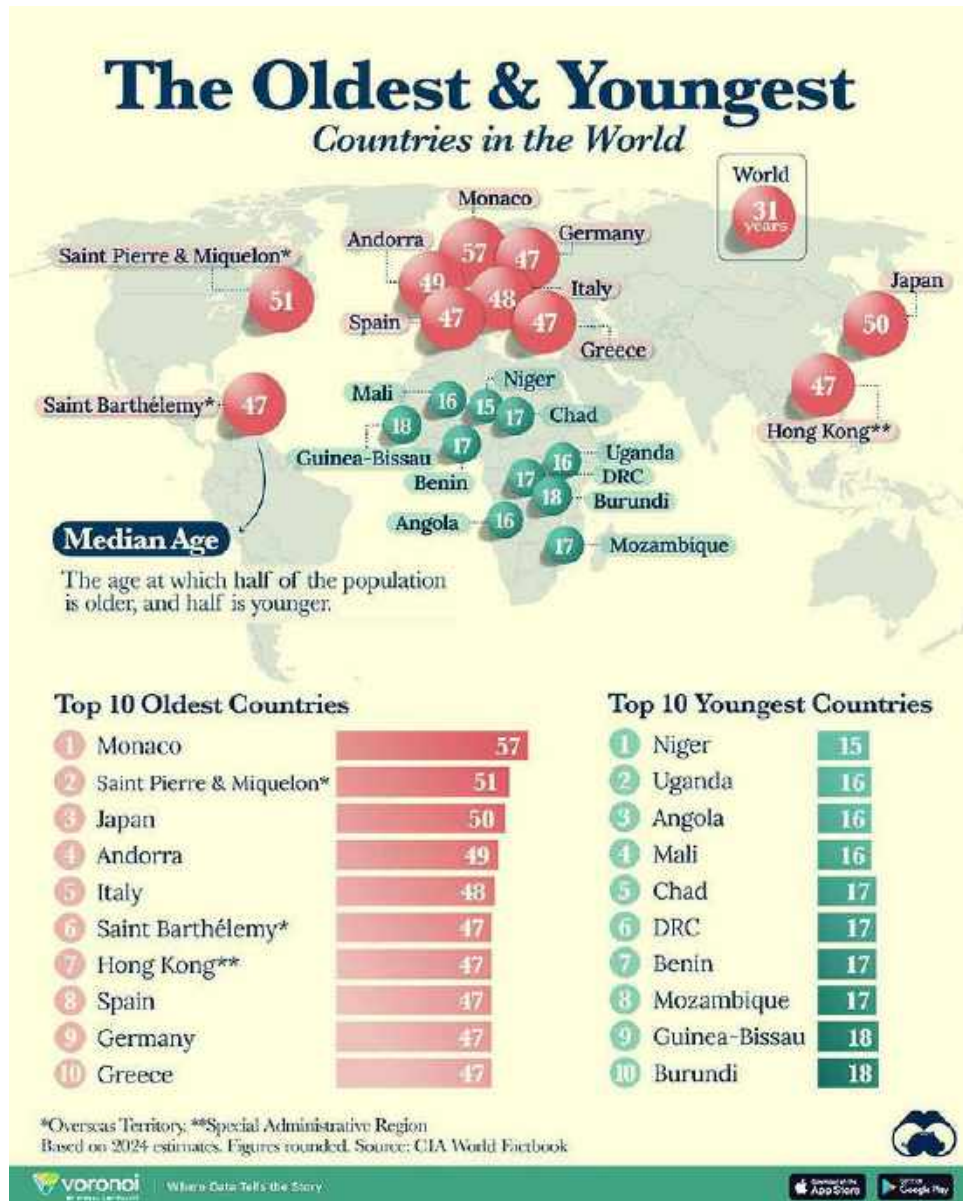 The Oldest & Youngest
Countries in the World
World
31
years
Monaco
57
Andorra
49
Germany
47
Saint Pierre & Miquelon*
51
Italy
48
Japan
50
Spain
47
47
Greece
47
Hong Kong**
Saint Barthélemy*
47
Mali
16
Niger
15
17
Chad
18
Guinea-Bissau
17
Benin
16
Uganda
17
DRC
18
Burundi
Angola
16
17
Mozambique
Median Age
The age at which half of the population
is older, and half is younger.
Top 10 Oldest Countries
1 Monaco 57
2 Saint Pierre & Miquelon* 51
3 Japan 50
4 Andorra 49
5 Italy 48
6 Saint Barthélemy* 47
7 Hong Kong** 47
8 Spain 47
9 Germany 47
10 Greece 47
Top 10 Youngest Countries
1 Niger 15
2 Uganda 16
3 Angola 16
4 Mali 16
5 Chad 17
6 DRC 17
7 Benin 17
8 Mozambique 17
9 Guinea-Bissau 18
10 Burundi 18
*Overseas Territory. **Special Administrative Region
Based on 2024 estimates. Figures rounded. Source: CIA World Factbook
voronoi
Where Data Tells the Story
App Store
Google Play